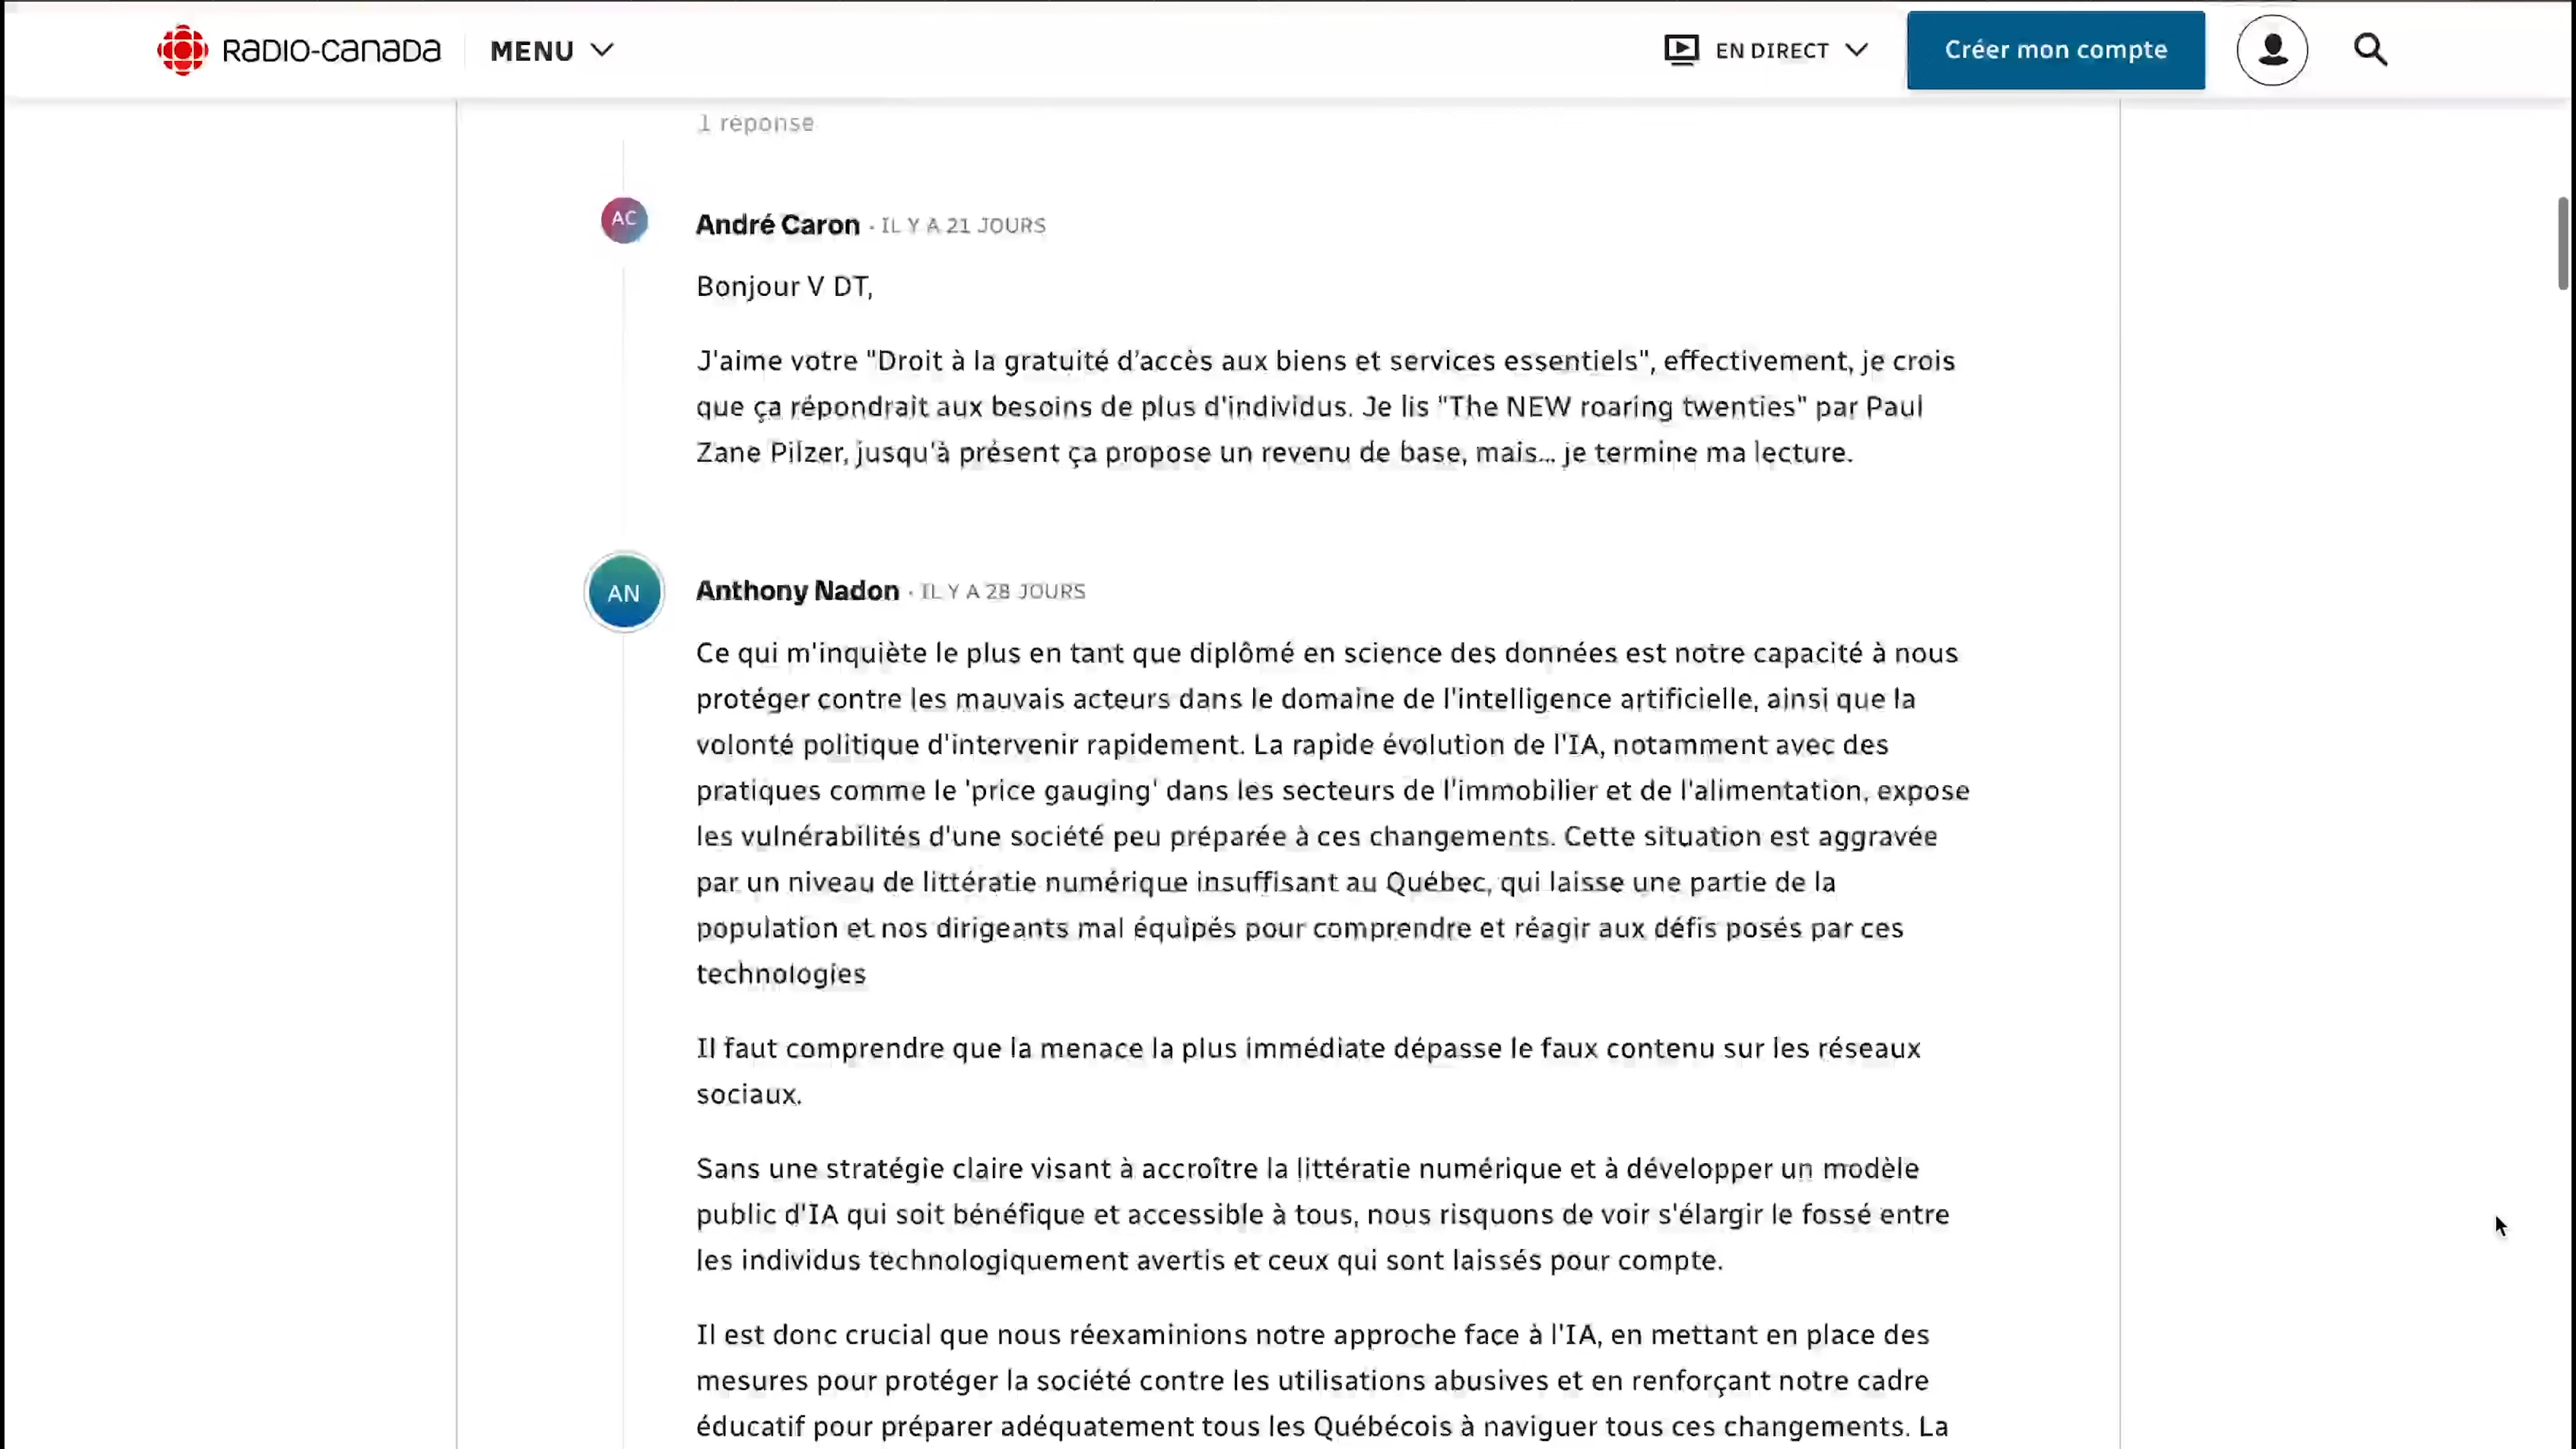 RADIO-CANADA
MENU
EN DIRECT
Créer mon compte
1 réponse
AC
André Caron · IL Y A 21 JOURS
Bonjour V DT,
J'aime votre "Droit à la gratuité d’accès aux biens et services essentiels", effectivement, je crois
que ça répondrait aux besoins de plus d'individus. Je lis "The NEW roaring twenties" par Paul
Zane Pilzer, jusqu'à présent ça propose un revenu de base, mais... je termine ma lecture.
AN
Anthony Nadon · IL Y A 28 JOURS
Ce qui m'inquiète le plus en tant que diplômé en science des données est notre capacité à nous
protéger contre les mauvais acteurs dans le domaine de l'intelligence artificielle, ainsi que la
volonté politique d'intervenir rapidement. La rapide évolution de l'IA, notamment avec des
pratiques comme le 'price gauging' dans les secteurs de l'immobilier et de l'alimentation, expose
les vulnérabilités d'une société peu préparée à ces changements. Cette situation est aggravée
par un niveau de littératie numérique insuffisant au Québec, qui laisse une partie de la
population et nos dirigeants mal équipés pour comprendre et réagir aux défis posés par ces
technologies
Il faut comprendre que la menace la plus immédiate dépasse le faux contenu sur les réseaux
sociaux.
Sans une stratégie claire visant à accroître la littératie numérique et à développer un modèle
public d'IA qui soit bénéfique et accessible à tous, nous risquons de voir s'élargir le fossé entre
les individus technologiquement avertis et ceux qui sont laissés pour compte.
Il est donc crucial que nous réexaminions notre approche face à l'IA, en mettant en place des
mesures pour protéger la société contre les utilisations abusives et en renforçant notre cadre
éducatif pour préparer adéquatement tous les Québécois à naviguer tous ces changements. La